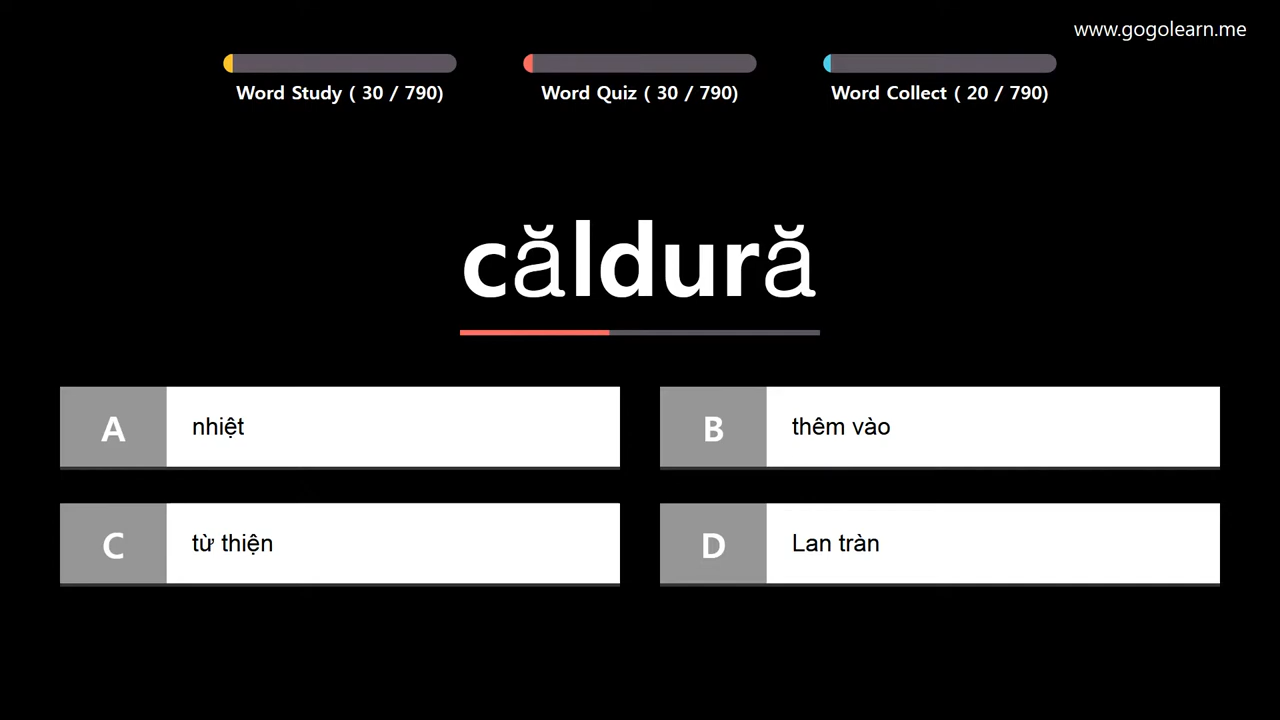 www.gogolearn.me
Word Study ( 30 / 790)
Word Quiz ( 30 / 790)
Word Collect ( 20 / 790)
căldură
A nhiệt
B thêm vào
C từ thiện
D Lan tràn